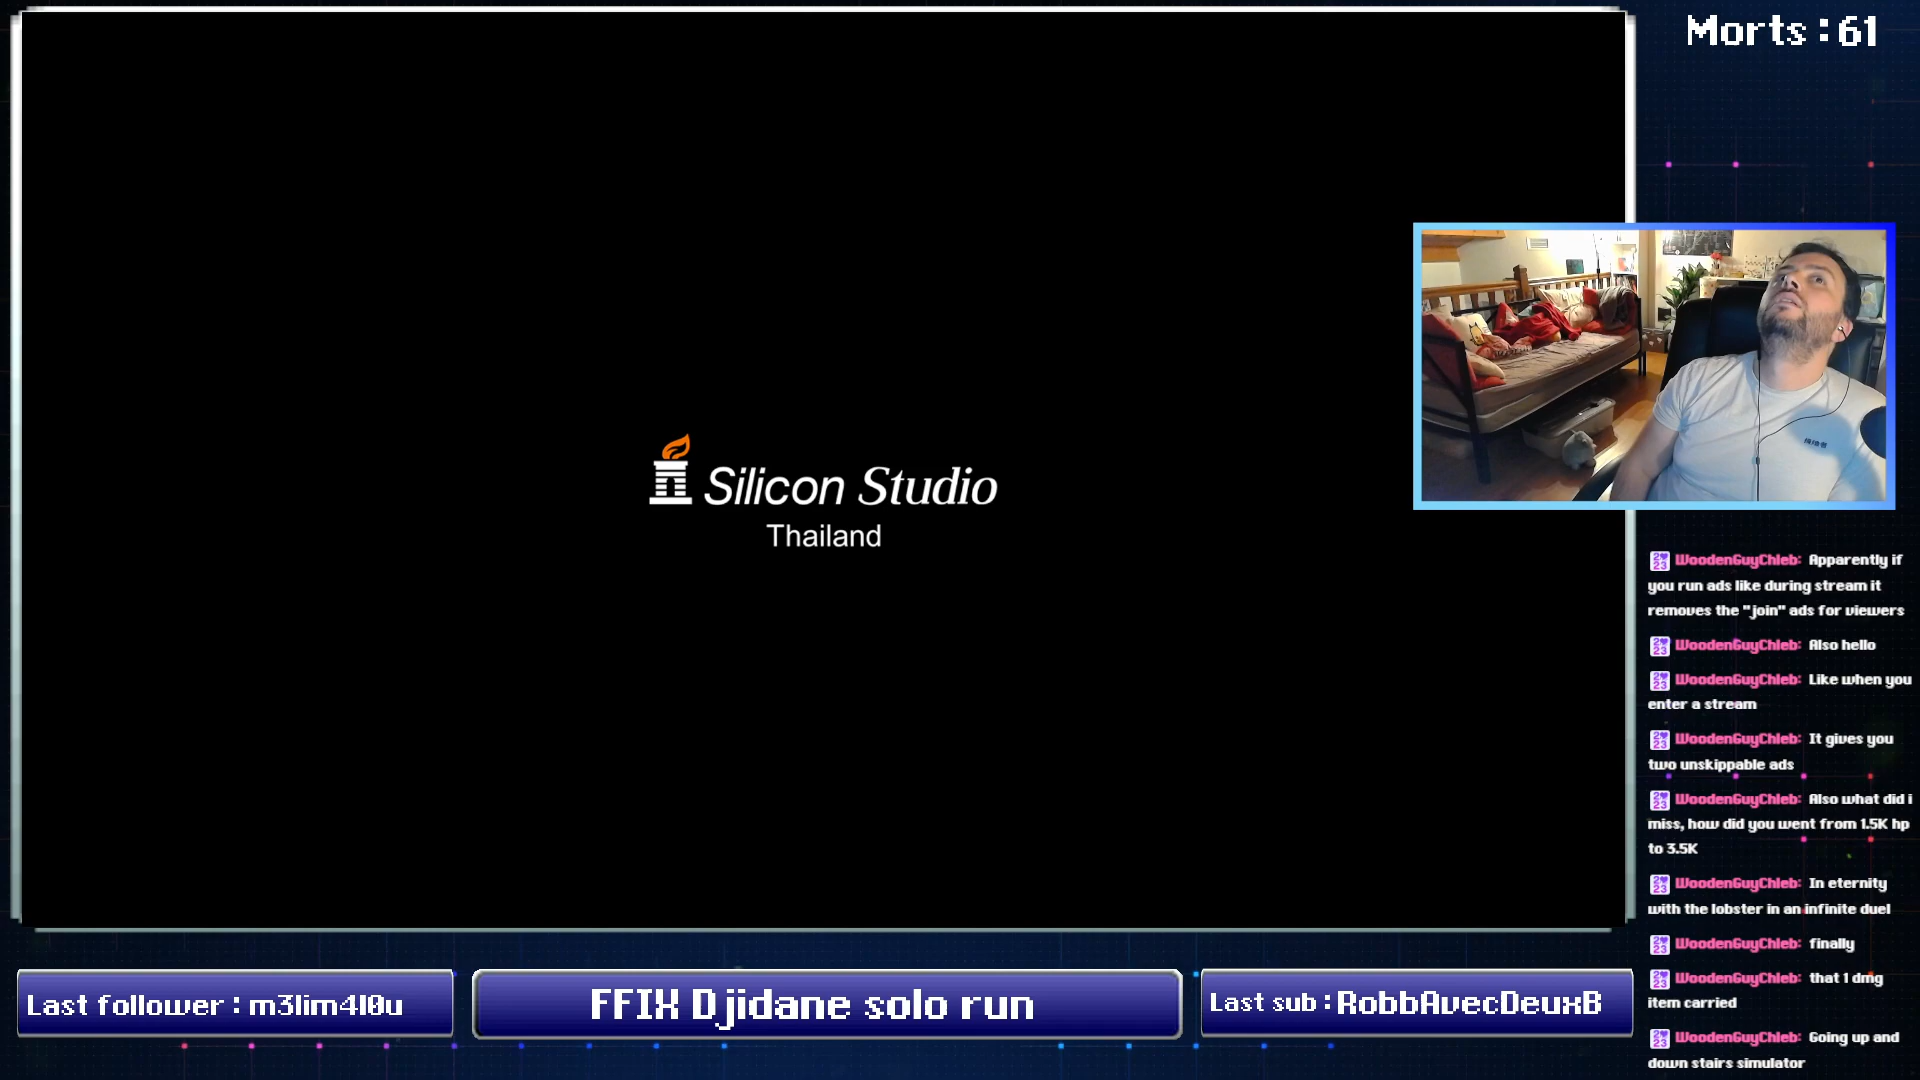 Morts : 61
Silicon Studio
Thailand
WoodenGuyChleb: Apparently if
you run ads like during stream it
removes the "join" ads for viewers
WoodenGuyChleb: Also hello
WoodenGuyChleb: Like when you
enter a stream
WoodenGuyChleb: It gives you
two unskippable ads
WoodenGuyChleb: Also what did i
miss, how did you went from 1.5K hp
to 3.5K
WoodenGuyChleb: In eternity
with the lobster in an infinite duel
WoodenGuyChleb: finally
WoodenGuyChleb: that 1 dmg
item carried
WoodenGuyChleb: Going up and
down stairs simulator
Last follower : m3lim4l0u
FFIX Djidane solo run
Last sub : RobbAvecDeuxB